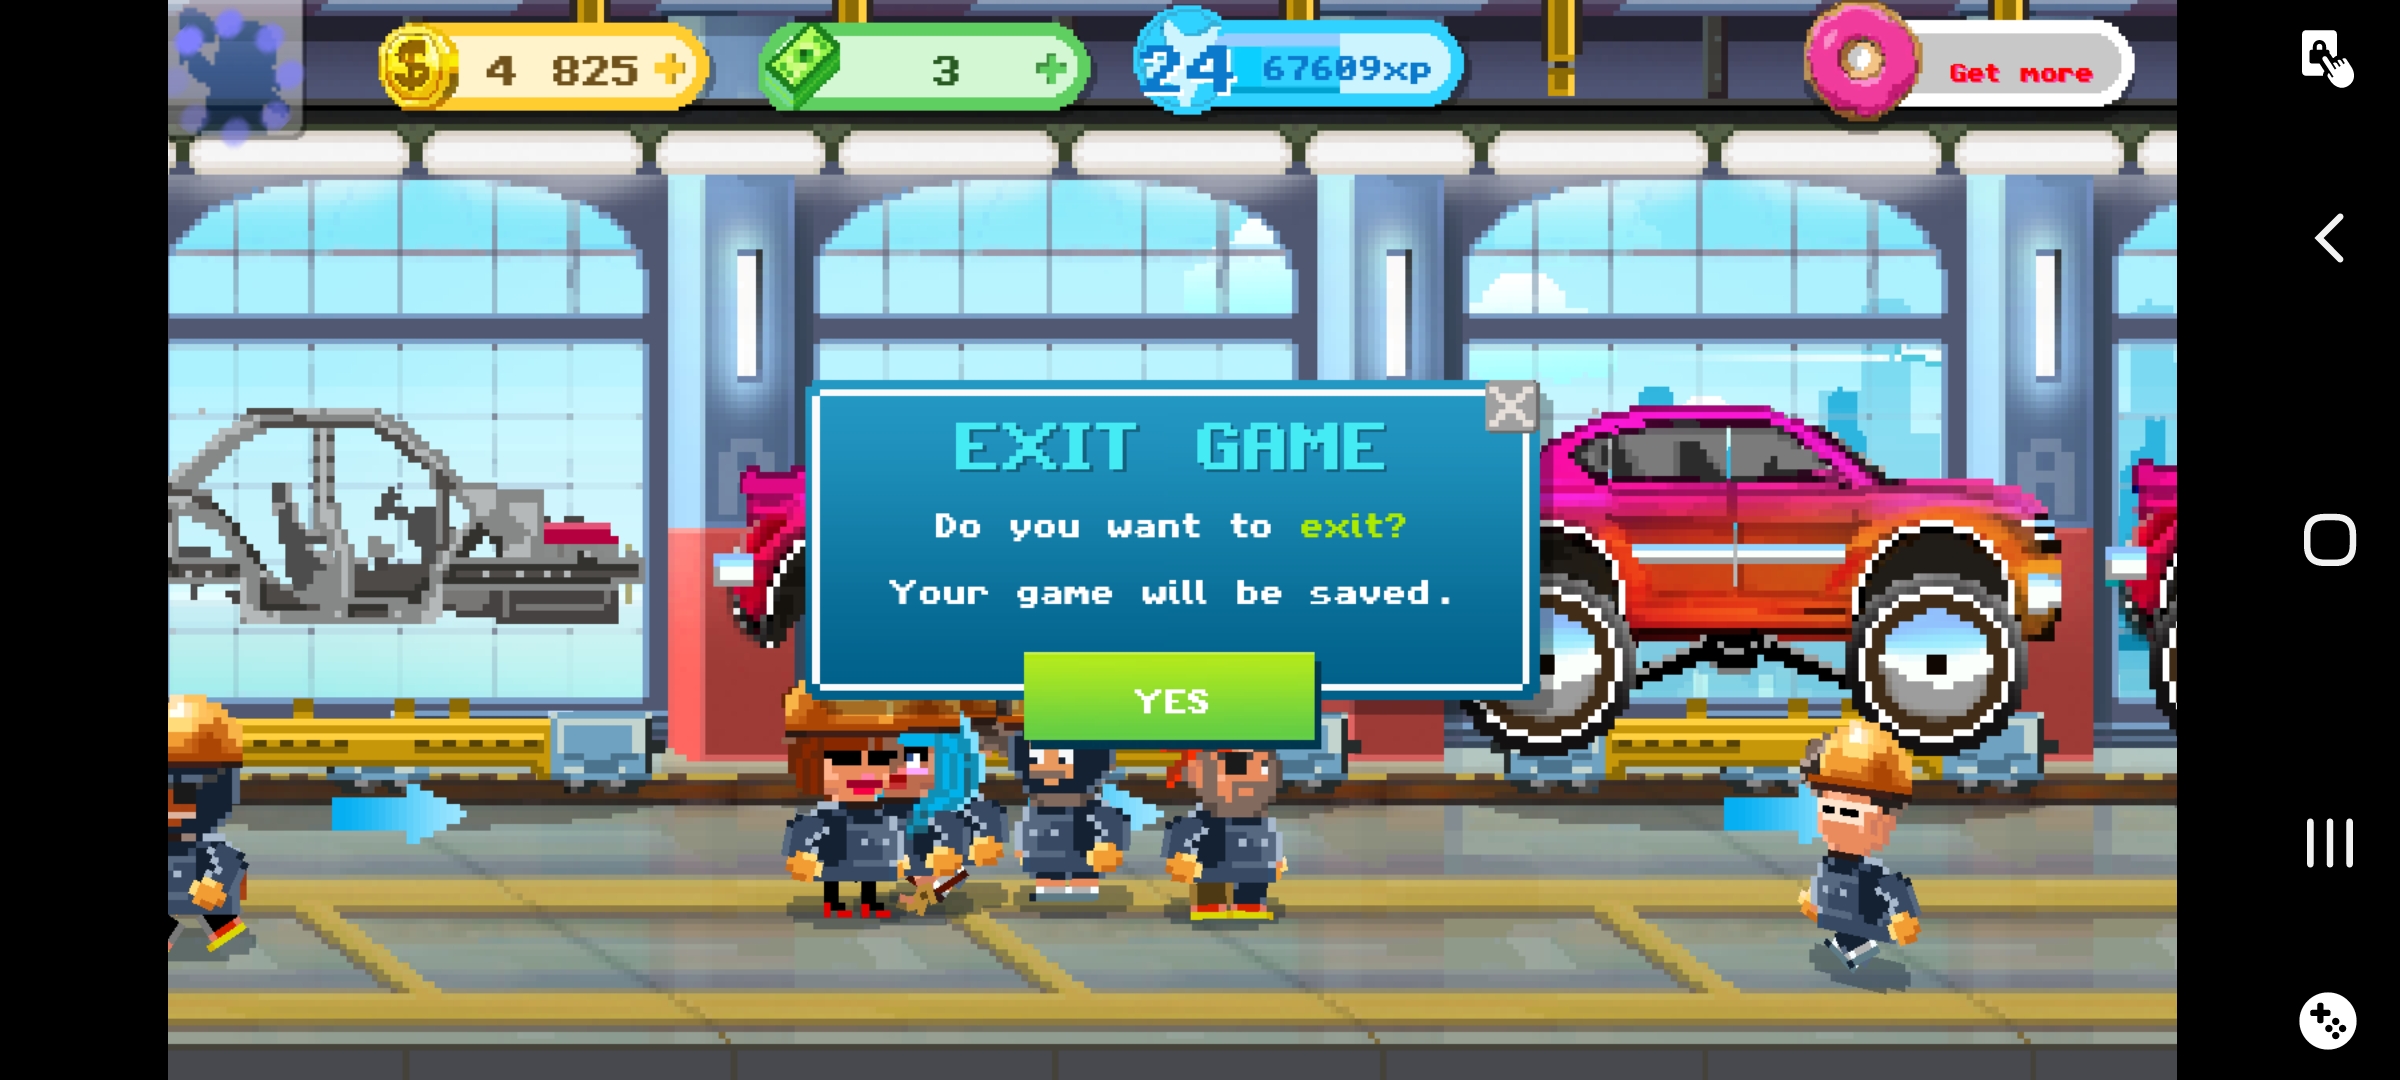 4 825
3
24
67609xp
Get more
EXIT GAME
Do you want to exit?
Your game will be saved.
YES